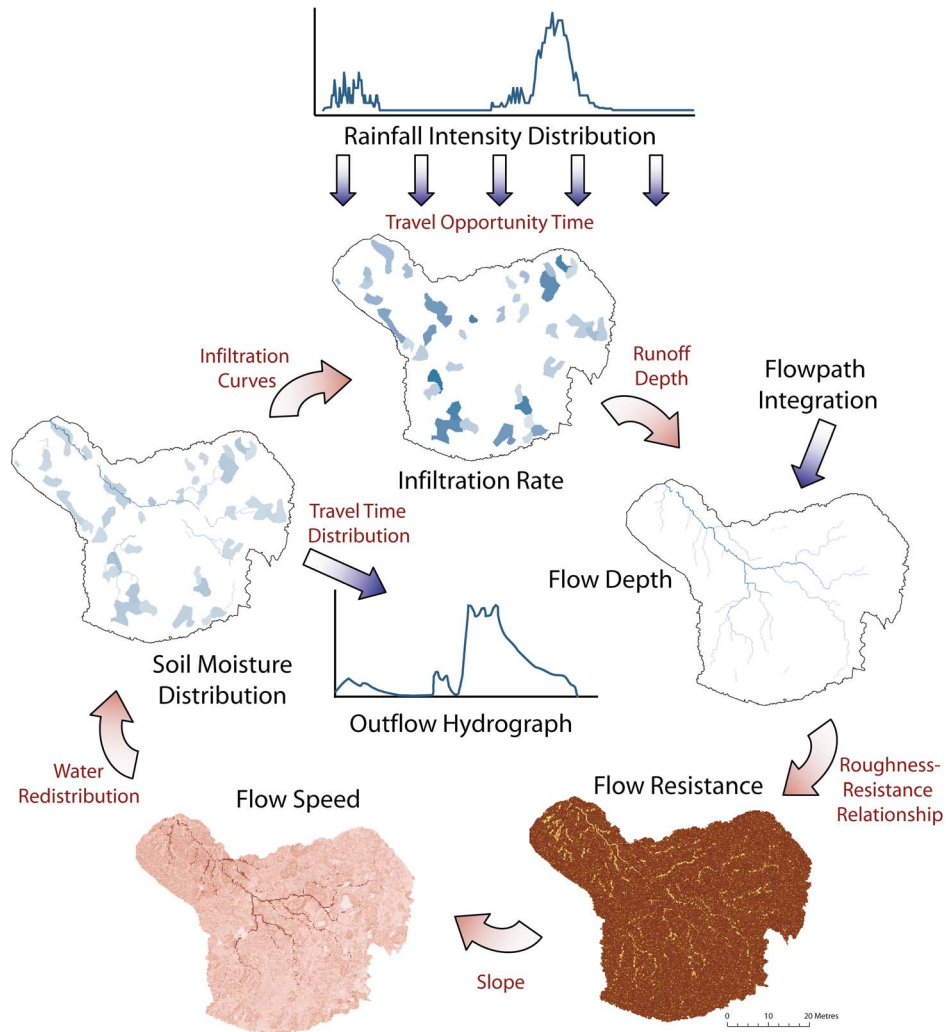 Rainfall Intensity Distribution
Travel Opportunity Time
Infiltration
Curves
Runoff
Depth
Flowpath
Integration
Infiltration Rate
Travel Time
Distribution
Flow Depth
Soil Moisture
Distribution
Outflow Hydrograph
Water
Redistribution
Flow Speed
Flow Resistance
Roughness-
Resistance
Relationship
Slope
0 10 20 Metres